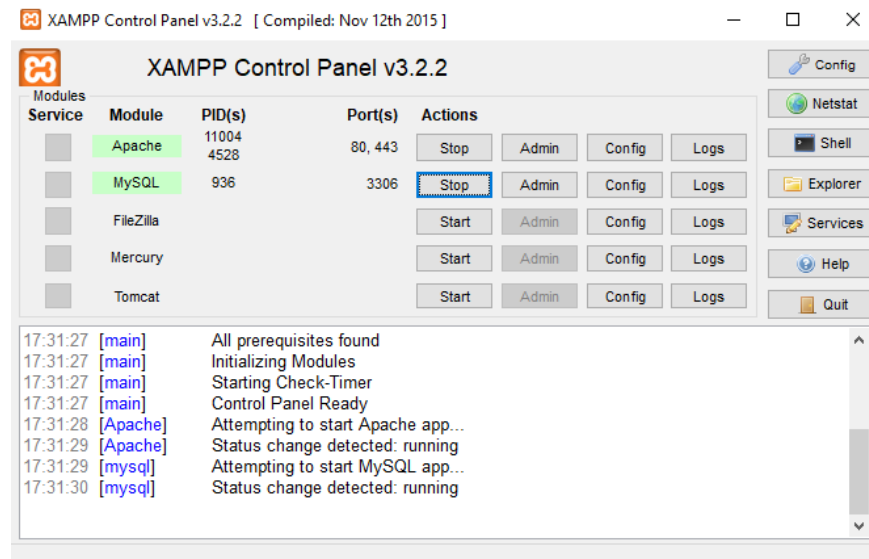 XAMPP Control Panel v3.2.2 [ Compiled: Nov 12th 2015 ]
XAMPP Control Panel v3.2.2
Config
Netstat
Shell
Explorer
Services
Help
Quit
Modules
Service Module PID(s) Port(s) Actions
Apache 11004 4528 80, 443 Stop Admin Config Logs
MySQL 936 3306 Stop Admin Config Logs
FileZilla Start Admin Config Logs
Mercury Start Admin Config Logs
Tomcat Start Admin Config Logs
17:31:27 [main] All prerequisites found
17:31:27 [main] Initializing Modules
17:31:27 [main] Starting Check-Timer
17:31:27 [main] Control Panel Ready
17:31:28 [Apache] Attempting to start Apache app...
17:31:29 [Apache] Status change detected: running
17:31:29 [mysql] Attempting to start MySQL app...
17:31:30 [mysql] Status change detected: running